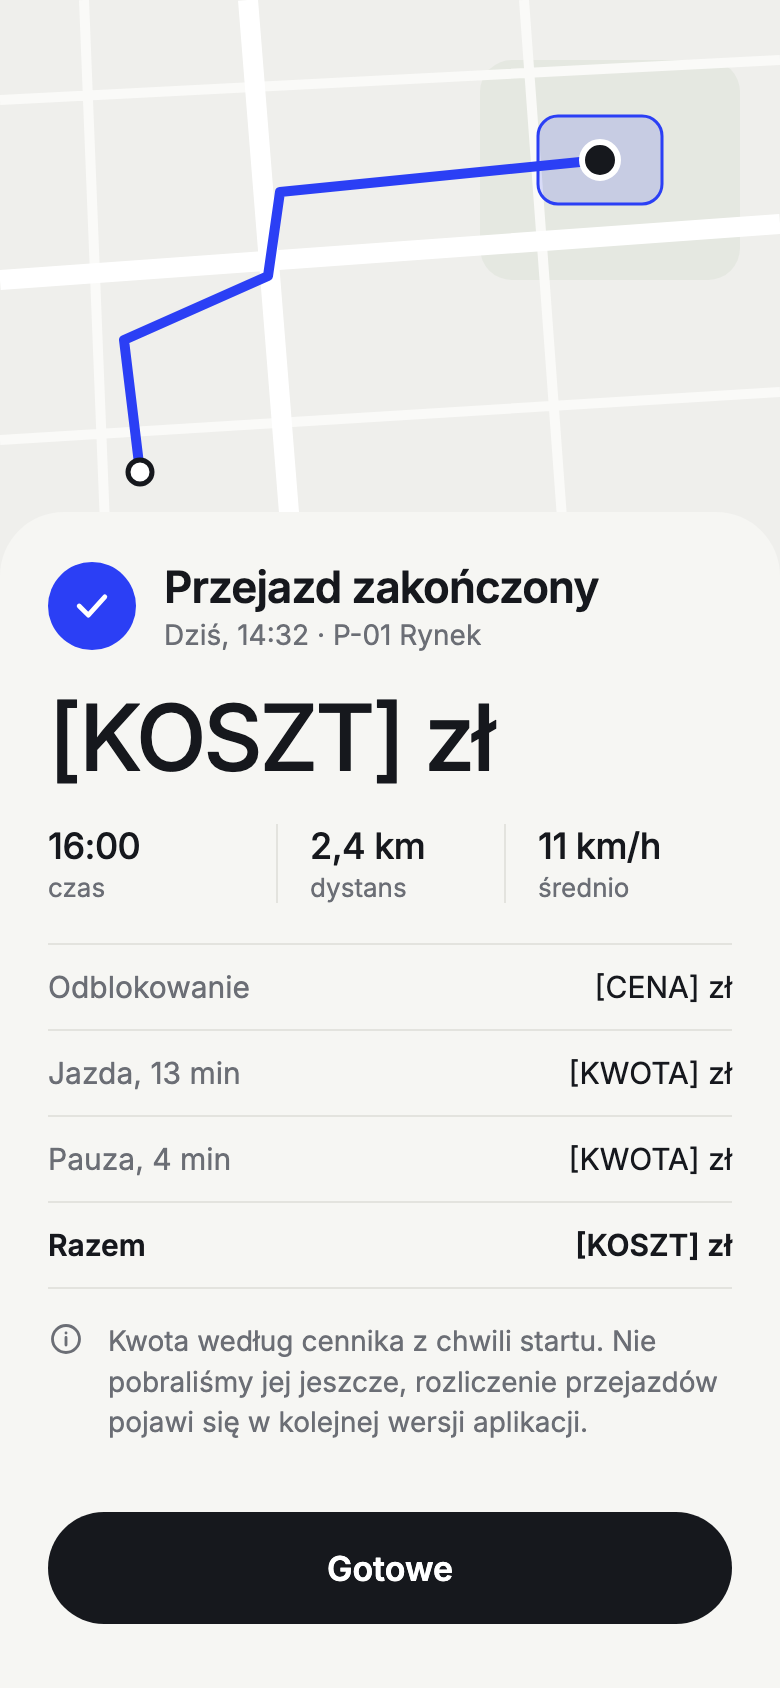 Przejazd zakończony
Dziś, 14:32 · P-01 Rynek
[KOSZT] zł
16:00
czas
2,4 km
dystans
11 km/h
średnio
Odblokowanie [CENA] zł
Jazda, 13 min [KWOTA] zł
Pauza, 4 min [KWOTA] zł
Razem [KOSZT] zł
Kwota według cennika z chwili startu. Nie
pobraliśmy jej jeszcze, rozliczenie przejazdów
pojawi się w kolejnej wersji aplikacji.
Gotowe